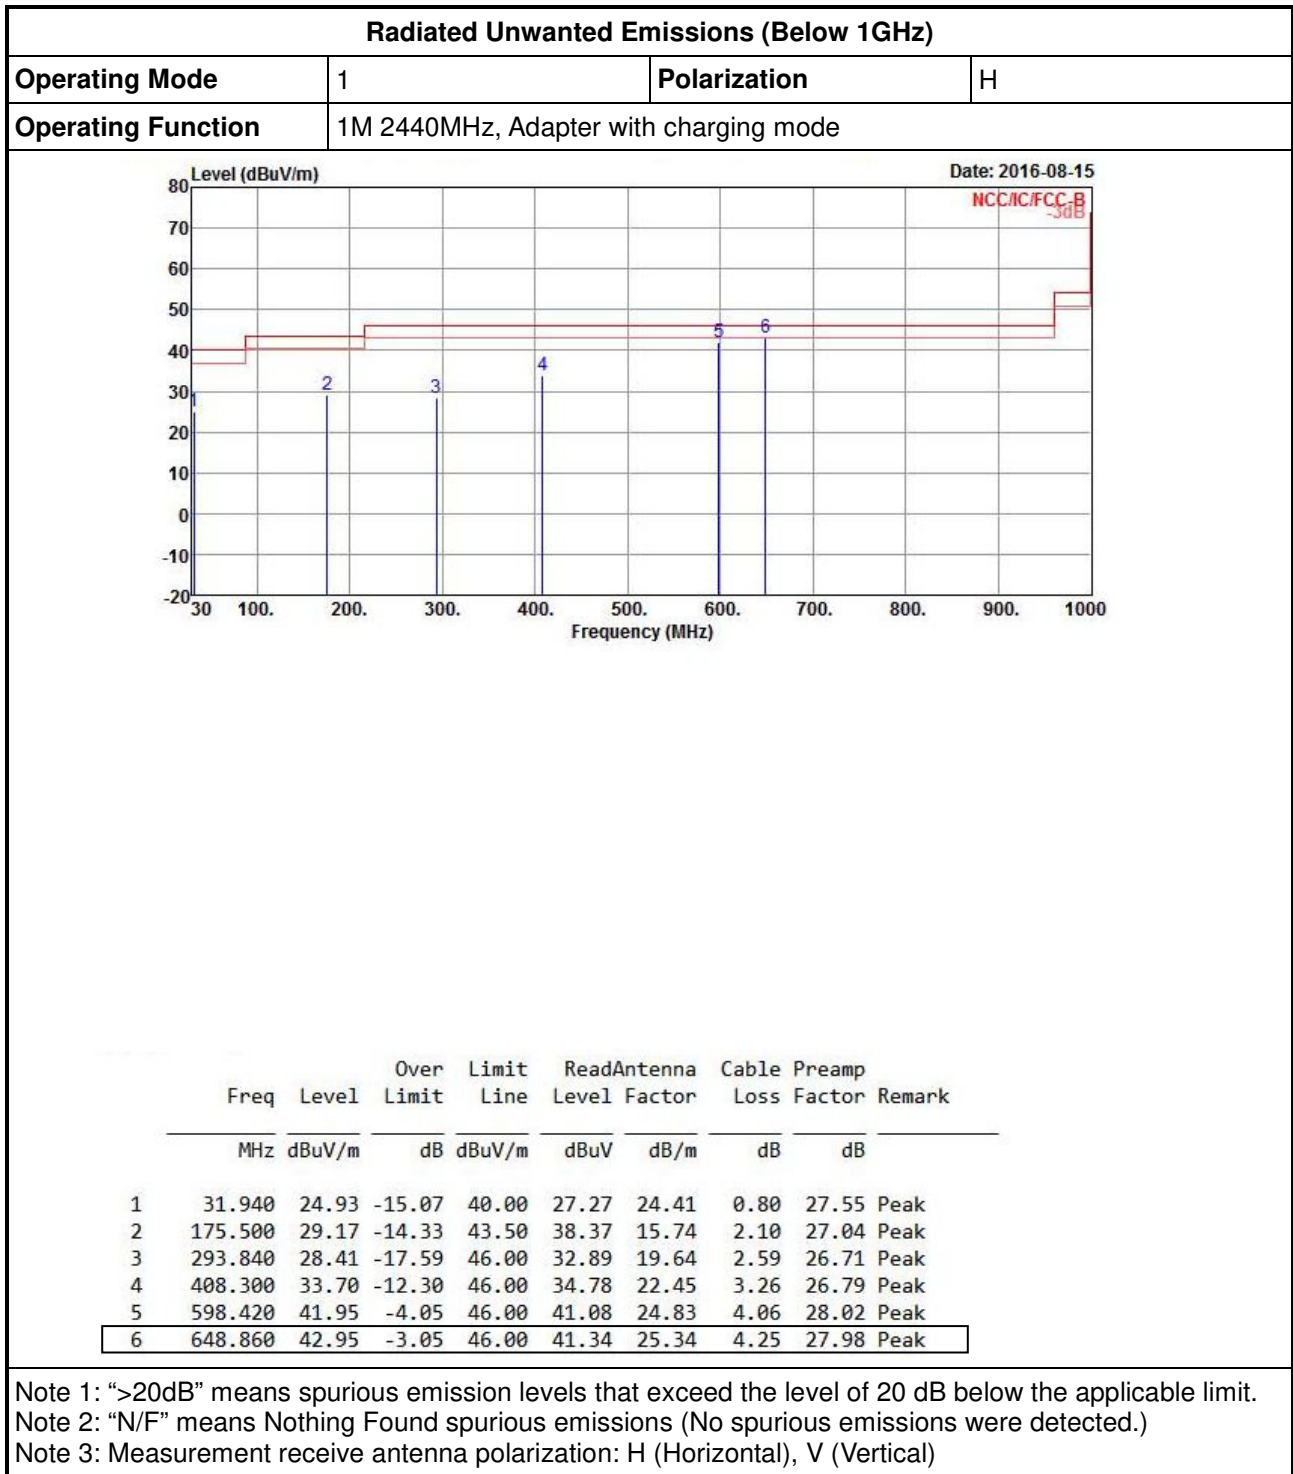 Radiated Unwanted Emissions (Below 1GHz)
Operating Mode 1 Polarization H
Operating Function 1M 2440MHz, Adapter with charging mode
Level (dBuV/m) Date: 2016-08-15
NCC/IC/FCC-B
-3dB
80
70
60
50
40
30
20
10
0
-10
-20
1 2 3 4 5 6
30 100. 200. 300. 400. 500. 600. 700. 800. 900. 1000
Frequency (MHz)
Over Limit ReadAntenna Cable Preamp
Freq Level Limit Line Level Factor Loss Factor Remark
MHz dBuV/m dB dBuV/m dBuV dB/m dB dB
1 31.940 24.93 -15.07 40.00 27.27 24.41 0.80 27.55 Peak
2 175.500 29.17 -14.33 43.50 38.37 15.74 2.10 27.04 Peak
3 293.840 28.41 -17.59 46.00 32.89 19.64 2.59 26.71 Peak
4 408.300 33.70 -12.30 46.00 34.78 22.45 3.26 26.79 Peak
5 598.420 41.95 -4.05 46.00 41.08 24.83 4.06 28.02 Peak
6 648.860 42.95 -3.05 46.00 41.34 25.34 4.25 27.98 Peak
Note 1: “>20dB” means spurious emission levels that exceed the level of 20 dB below the applicable limit.
Note 2: “N/F” means Nothing Found spurious emissions (No spurious emissions were detected.)
Note 3: Measurement receive antenna polarization: H (Horizontal), V (Vertical)